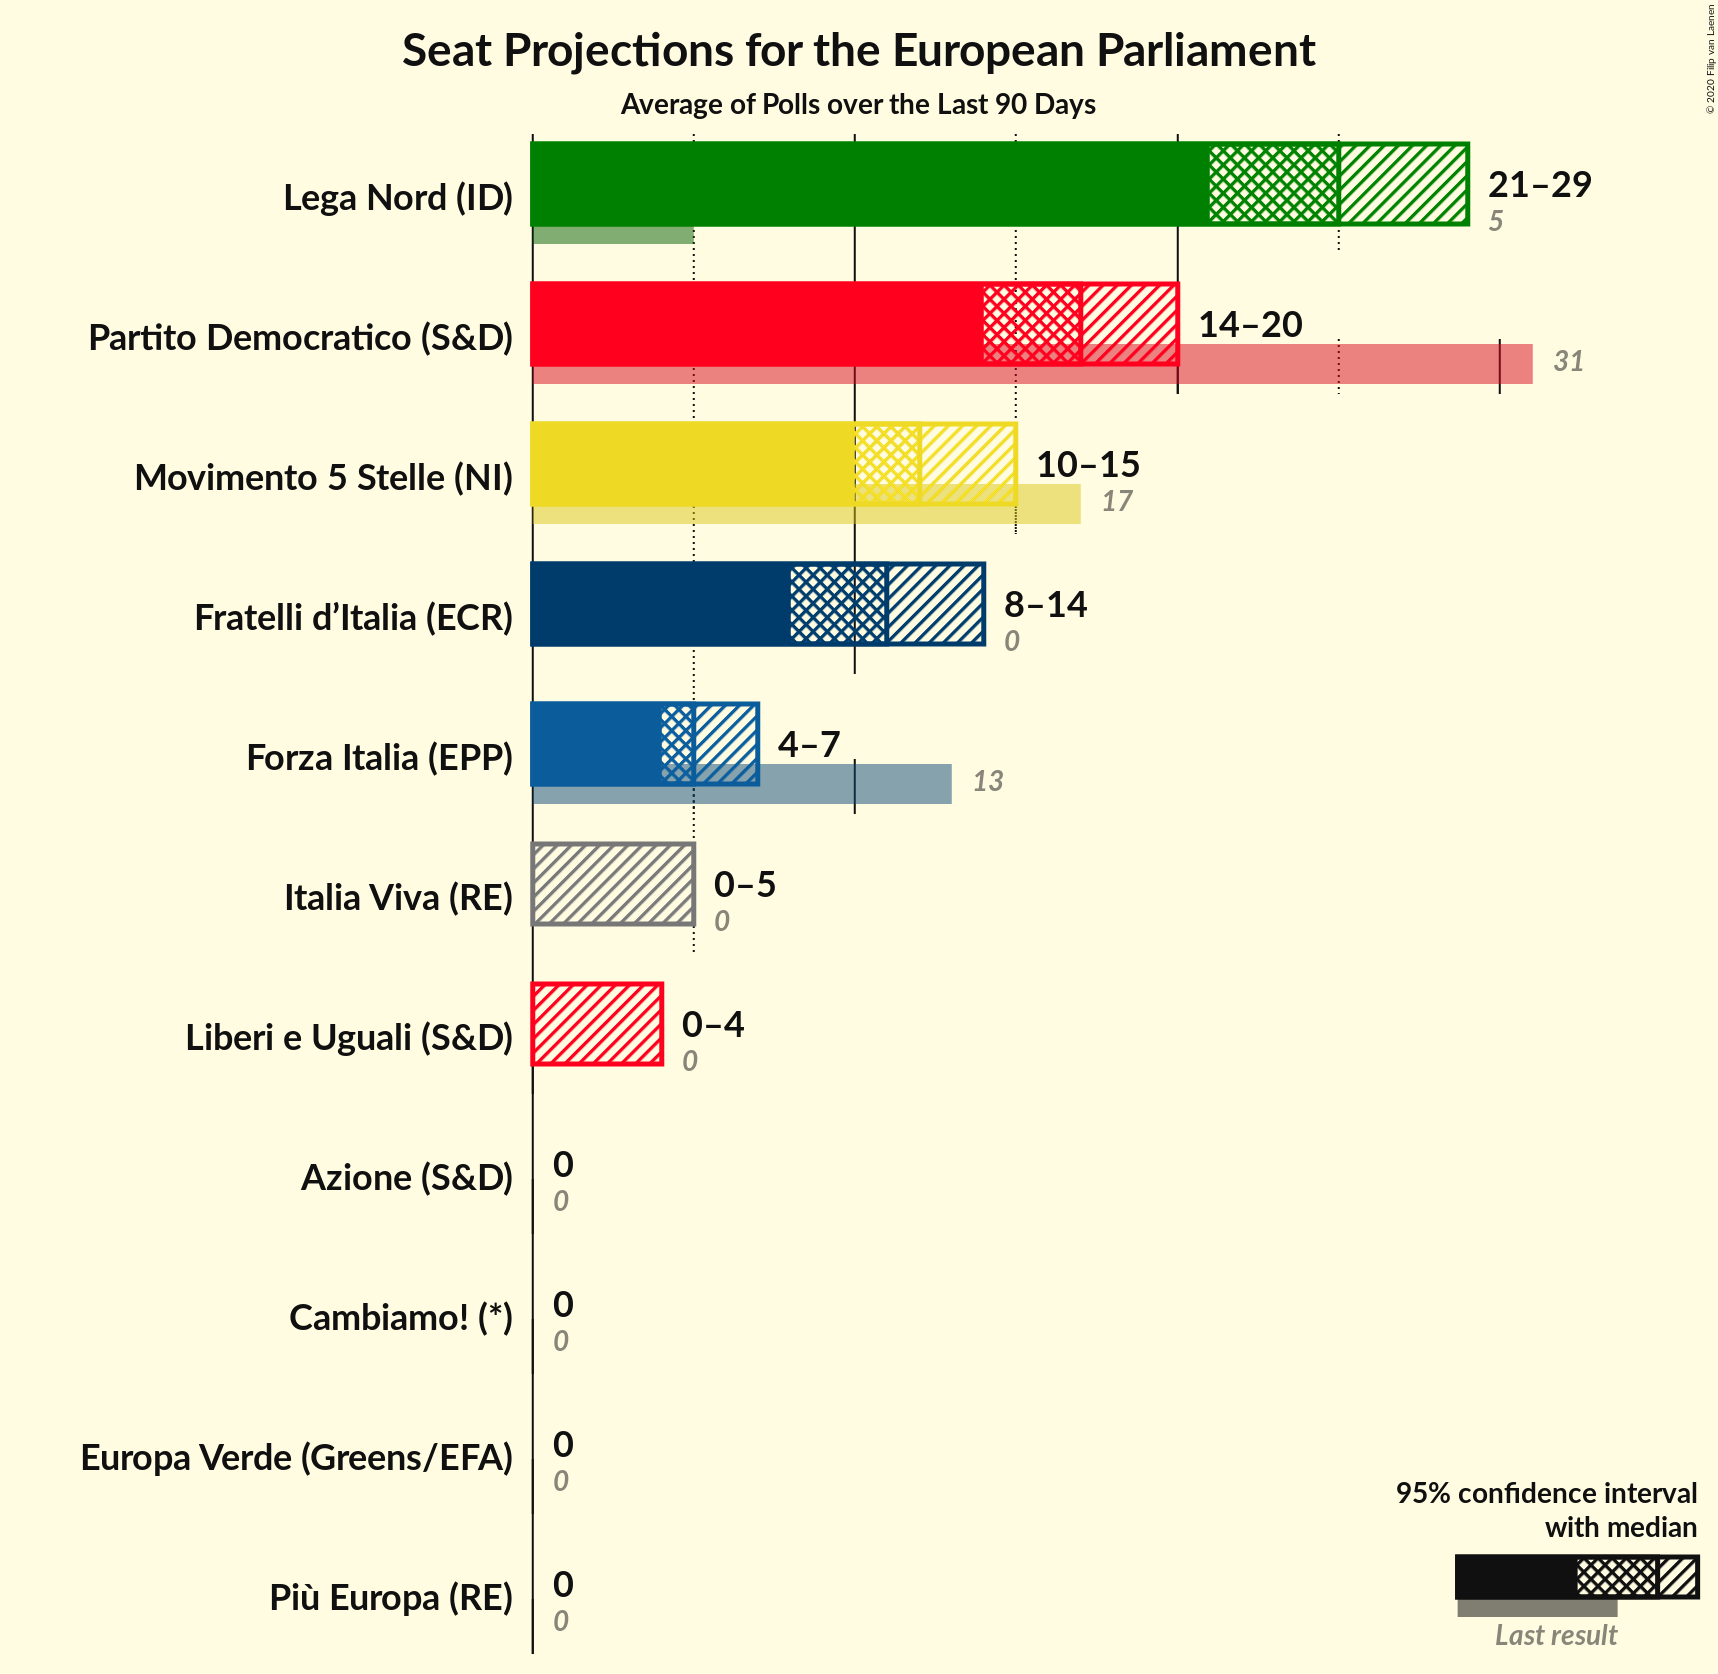 Seat Projections for the European Parliament
Average of Polls over the Last 90 Days
© 2020 Filip van Laenen
Lega Nord (ID)
21–29
5
Partito Democratico (S&D)
14–20
31
Movimento 5 Stelle (NI)
10–15
17
Fratelli d’Italia (ECR)
8–14
0
Forza Italia (EPP)
4–7
13
Italia Viva (RE)
0–5
0
Liberi e Uguali (S&D)
0–4
0
Azione (S&D)
0
0
Cambiamo! (*)
0
0
Europa Verde (Greens/EFA)
0
0
Più Europa (RE)
0
0
95% confidence interval
with median
Last result